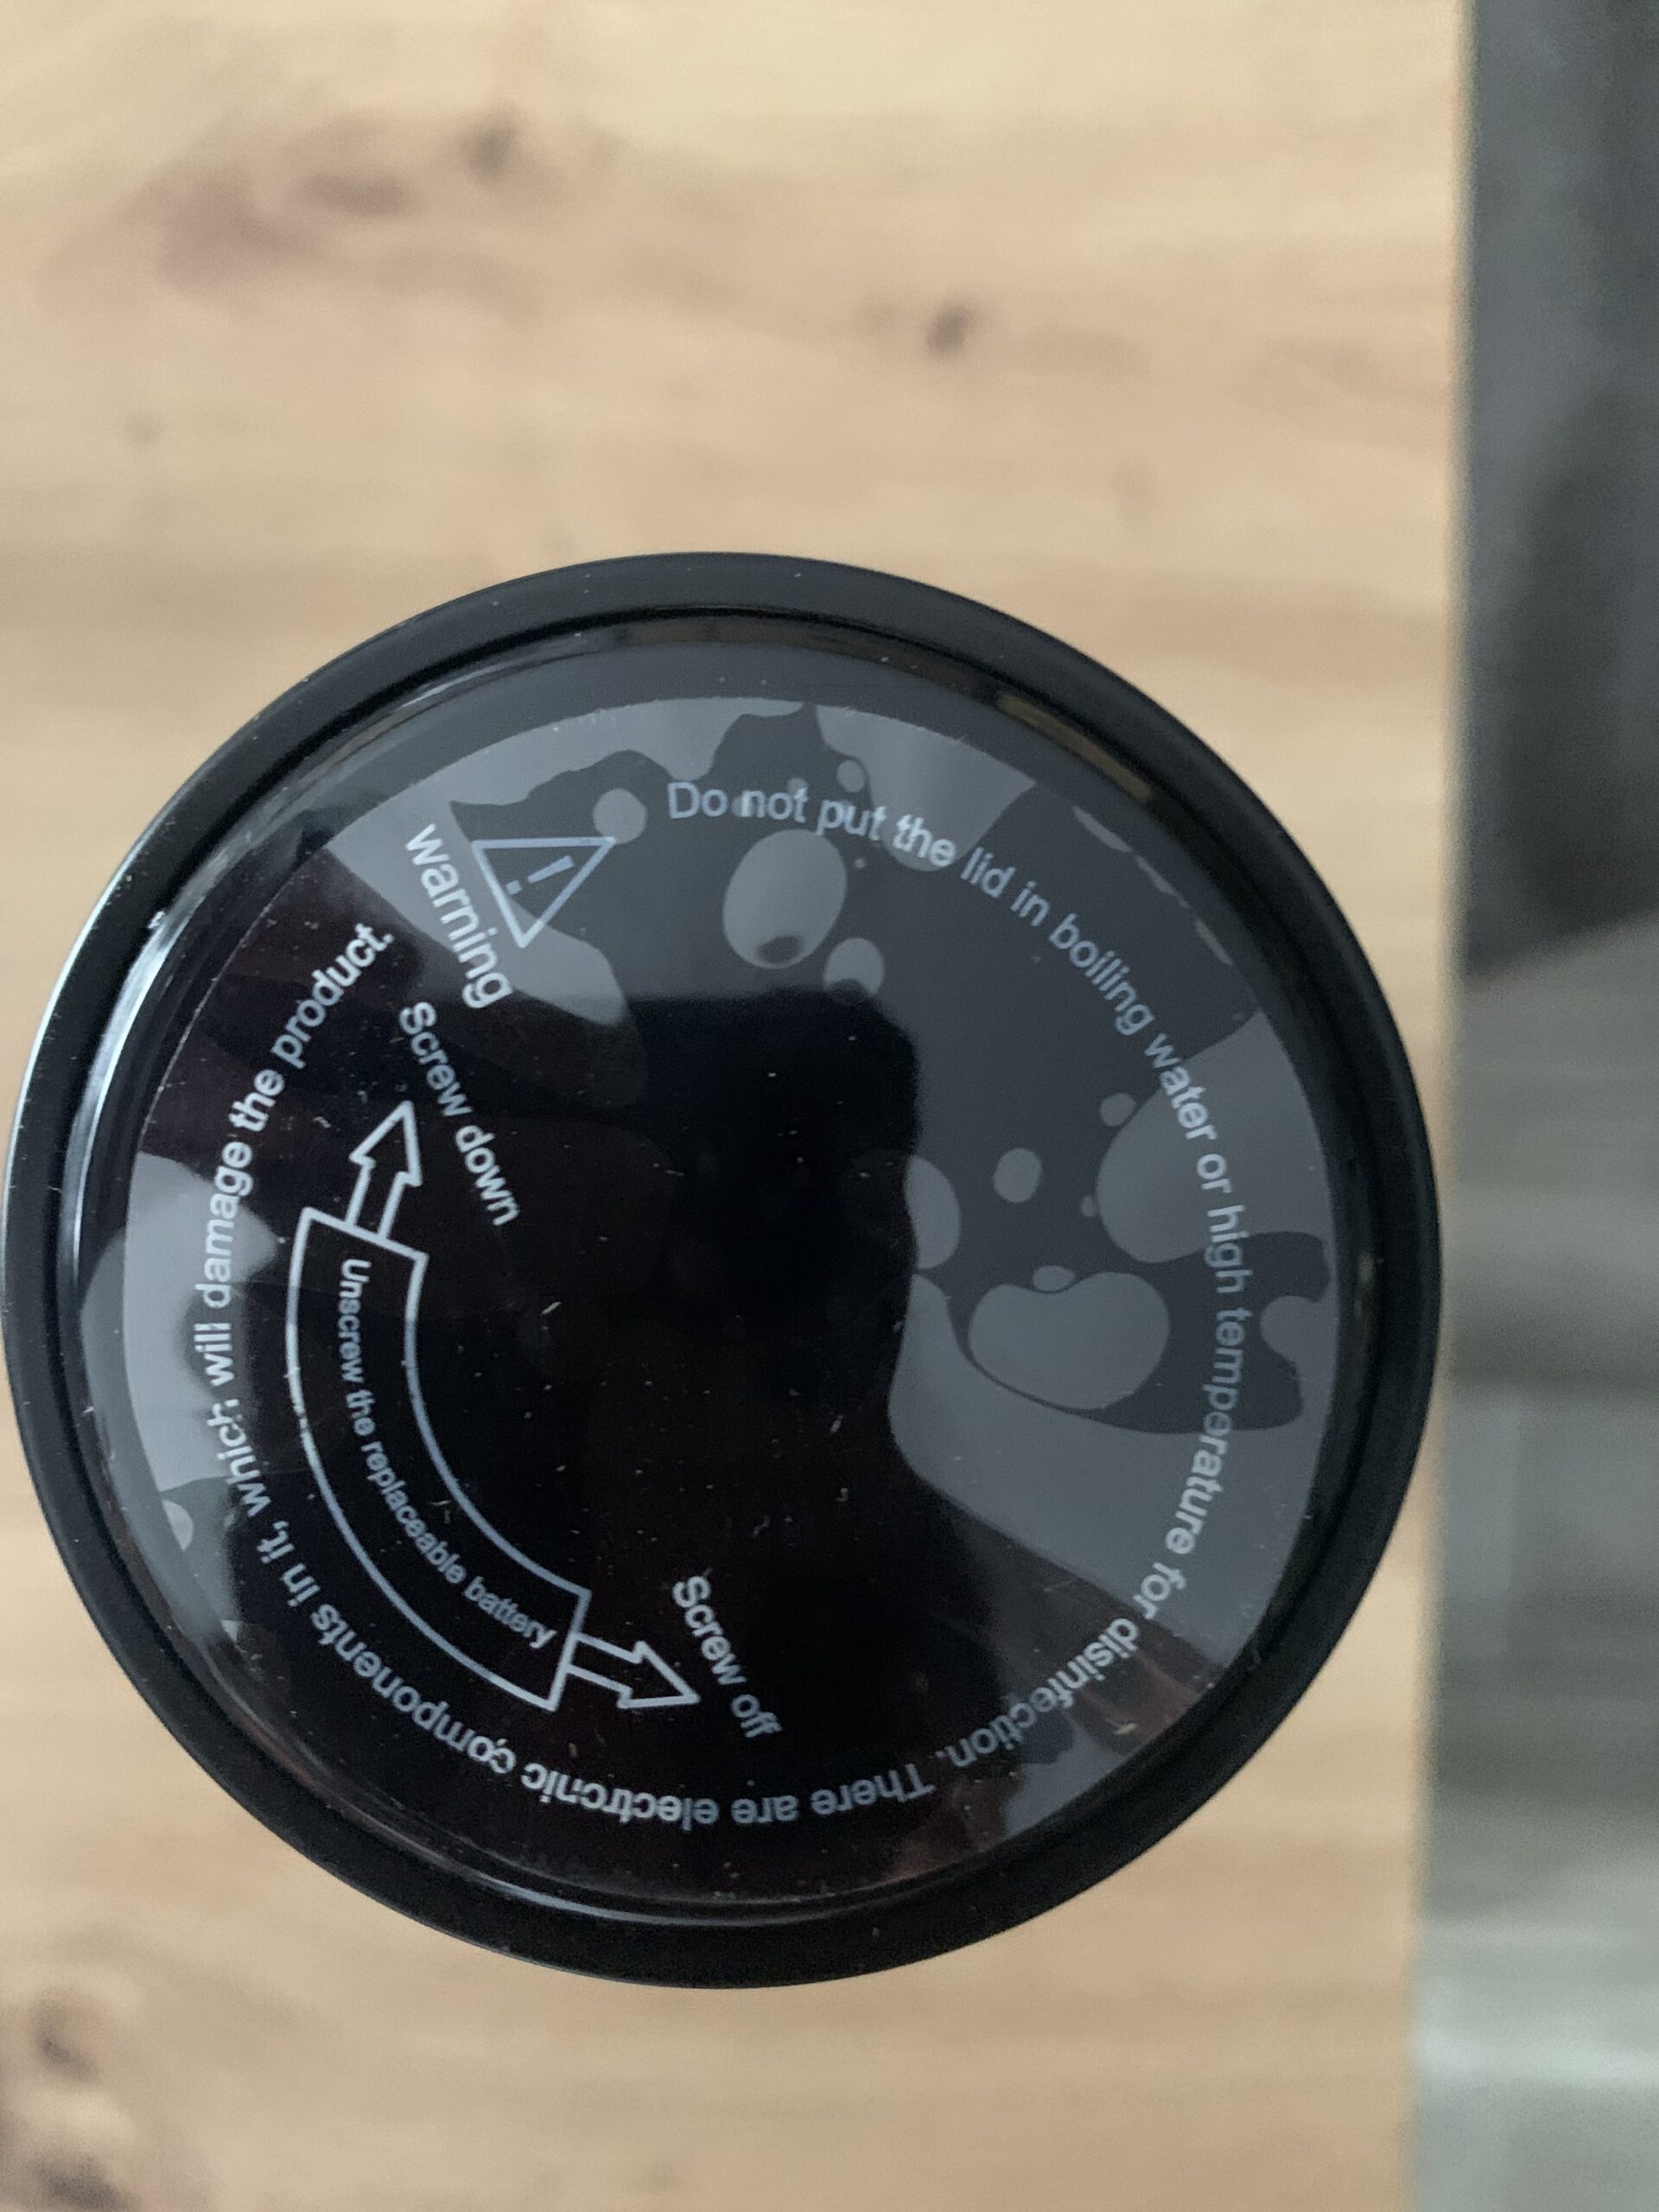 warning
Do not put the lid in boiling water or high temperature for disinfection. There are electronic components in it, which will damage the product.
Screw down
Unscrew the replaceable battery
Screw off